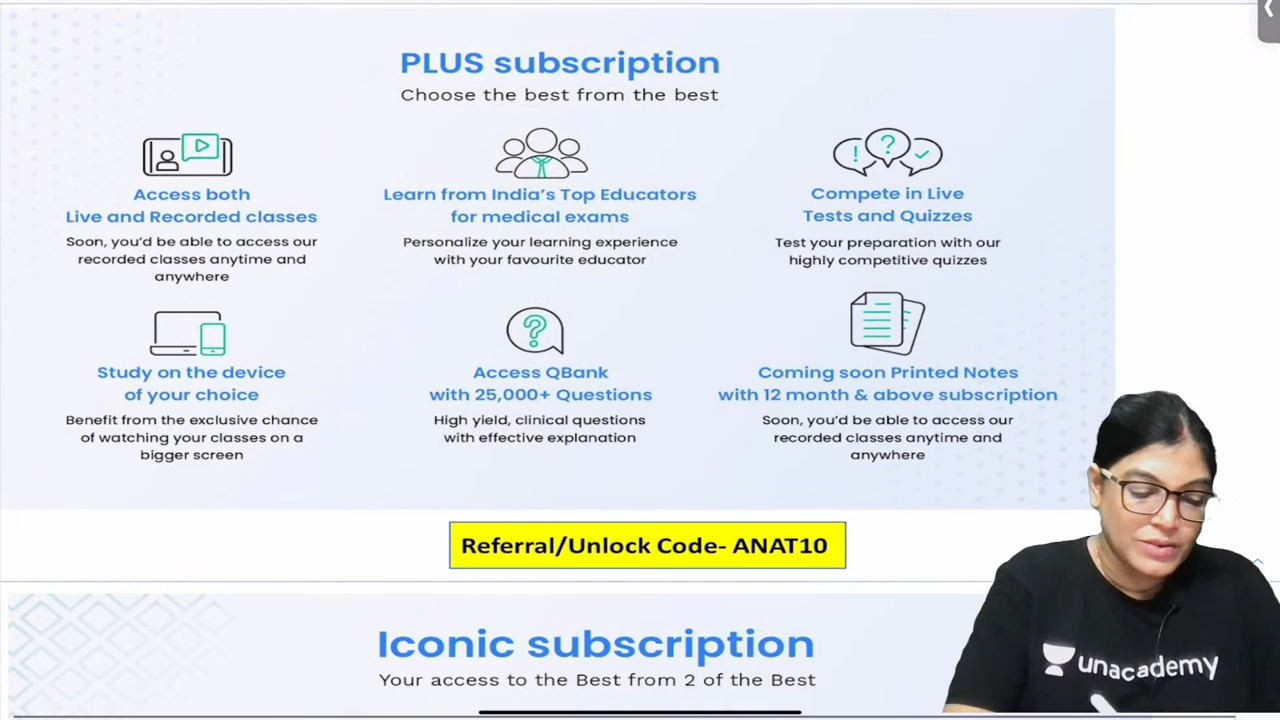 PLUS subscription
Choose the best from the best
Access both
Live and Recorded classes
Soon, you'd be able to access our
recorded classes anytime and
anywhere
Learn from India's Top Educators
for medical exams
Personalize your learning experience
with your favourite educator
Compete in Live
Tests and Quizzes
Test your preparation with our
highly competitive quizzes
Study on the device
of your choice
Benefit from the exclusive chance
of watching your classes on a
bigger screen
Access QBank
with 25,000+ Questions
High yield, clinical questions
with effective explanation
Coming soon Printed Notes
with 12 month & above subscription
Soon, you'd be able to access our
recorded classes anytime and
anywhere
Referral/Unlock Code- ANAT10
Iconic subscription
Your access to the Best from 2 of the Best
unacademy